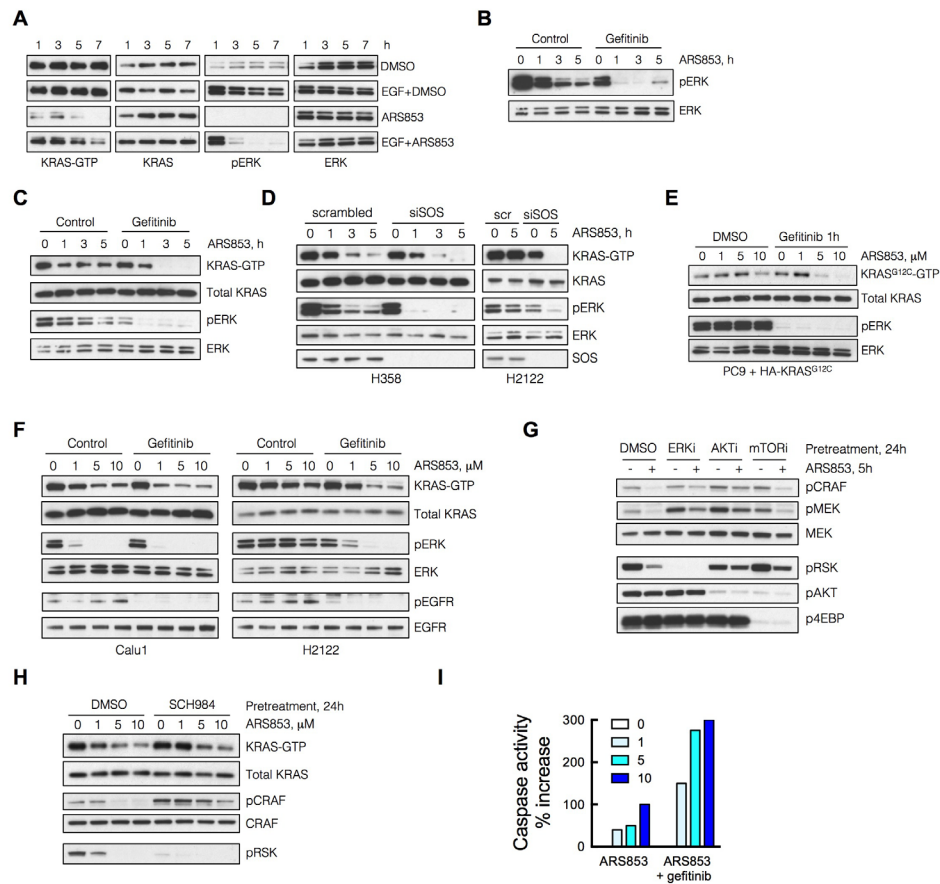 A
1 3 5 7 1 3 5 7 1 3 5 7 1 3 5 7 h
DMSO
EGF+DMSO
ARS853
EGF+ARS853
KRAS-GTP KRAS pERK ERK
B
Control Gefitinib
0 1 3 5 0 1 3 5 ARS853, h
pERK
ERK
C
Control Gefitinib
0 1 3 5 0 1 3 5 ARS853, h
KRAS-GTP
Total KRAS
pERK
ERK
D
scrambled siSOS scr siSOS
0 1 3 5 0 1 3 5 0 5 0 5 ARS853, h
KRAS-GTP
KRAS
pERK
ERK
SOS
H358 H2122
E
DMSO Gefitinib 1h
0 1 5 10 0 1 5 10 ARS853, μM
KRASG12C-GTP
Total KRAS
pERK
ERK
PC9 + HA-KRASG12C
F
Control Gefitinib Control Gefitinib
0 1 5 10 0 1 5 10 0 1 5 10 0 1 5 10 ARS853, μM
KRAS-GTP
Total KRAS
pERK
ERK
pEGFR
EGFR
Calu1 H2122
G
DMSO ERKi AKTi mTORi Pretreatment, 24h
- + - + - + - + ARS853, 5h
pCRAF
pMEK
MEK
pRSK
pAKT
p4EBP
H
DMSO SCH984 Pretreatment, 24h
0 1 5 10 0 1 5 10 ARS853, μM
KRAS-GTP
Total KRAS
pCRAF
CRAF
pRSK
I
Caspase activity
% increase
300
200
100
0
0
1
5
10
ARS853 ARS853
+ gefitinib